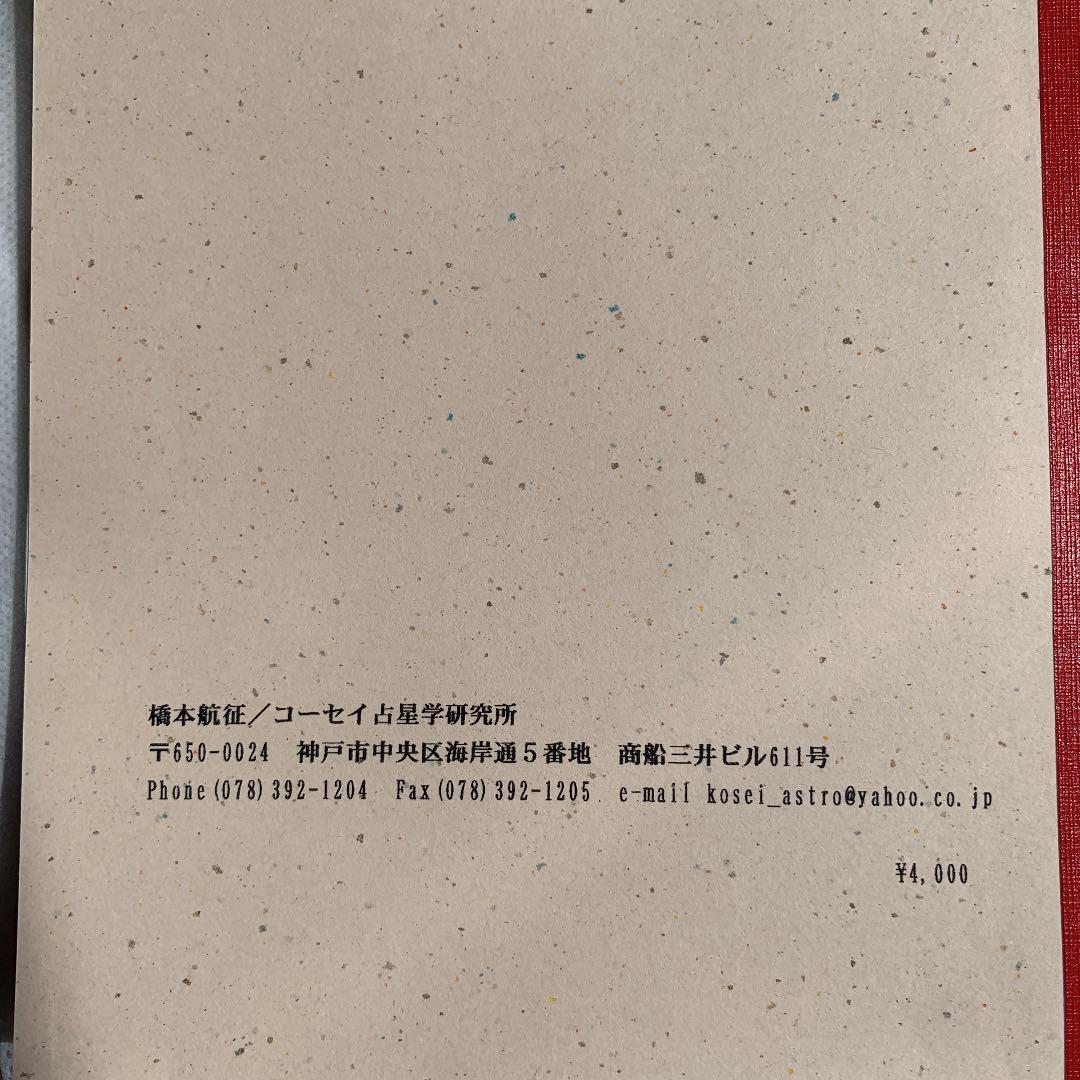 橋本航征／コーセイ占星学研究所
〒650-0024　神戸市中央区海岸通５番地　商船三井ビル611号
Phone(078)392-1204　Fax(078)392-1205　e-mail kosei_astro@yahoo.co.jp
¥4,000